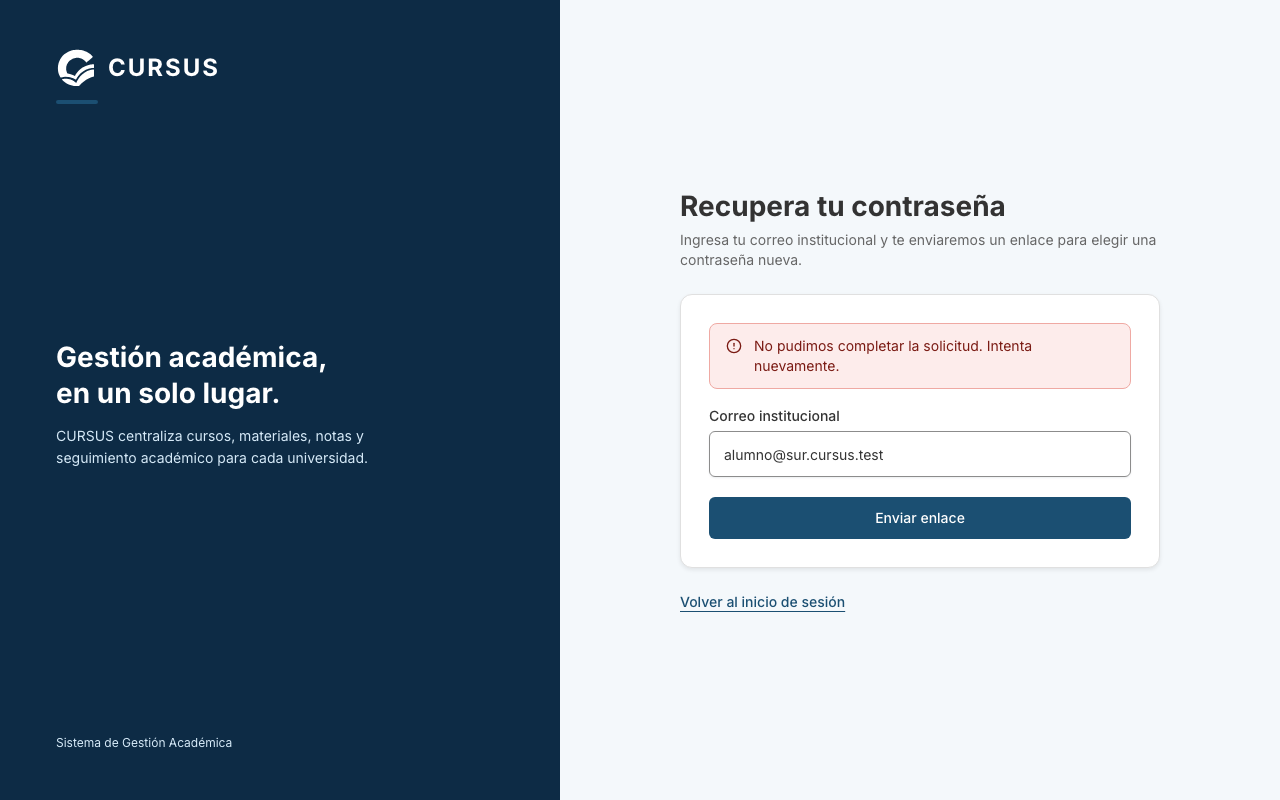 CURSUS
Gestión académica,
en un solo lugar.
CURSUS centraliza cursos, materiales, notas y
seguimiento académico para cada universidad.
Sistema de Gestión Académica
Recupera tu contraseña
Ingresa tu correo institucional y te enviaremos un enlace para elegir una
contraseña nueva.
No pudimos completar la solicitud. Intenta
nuevamente.
Correo institucional
alumno@sur.cursus.test
Enviar enlace
Volver al inicio de sesión